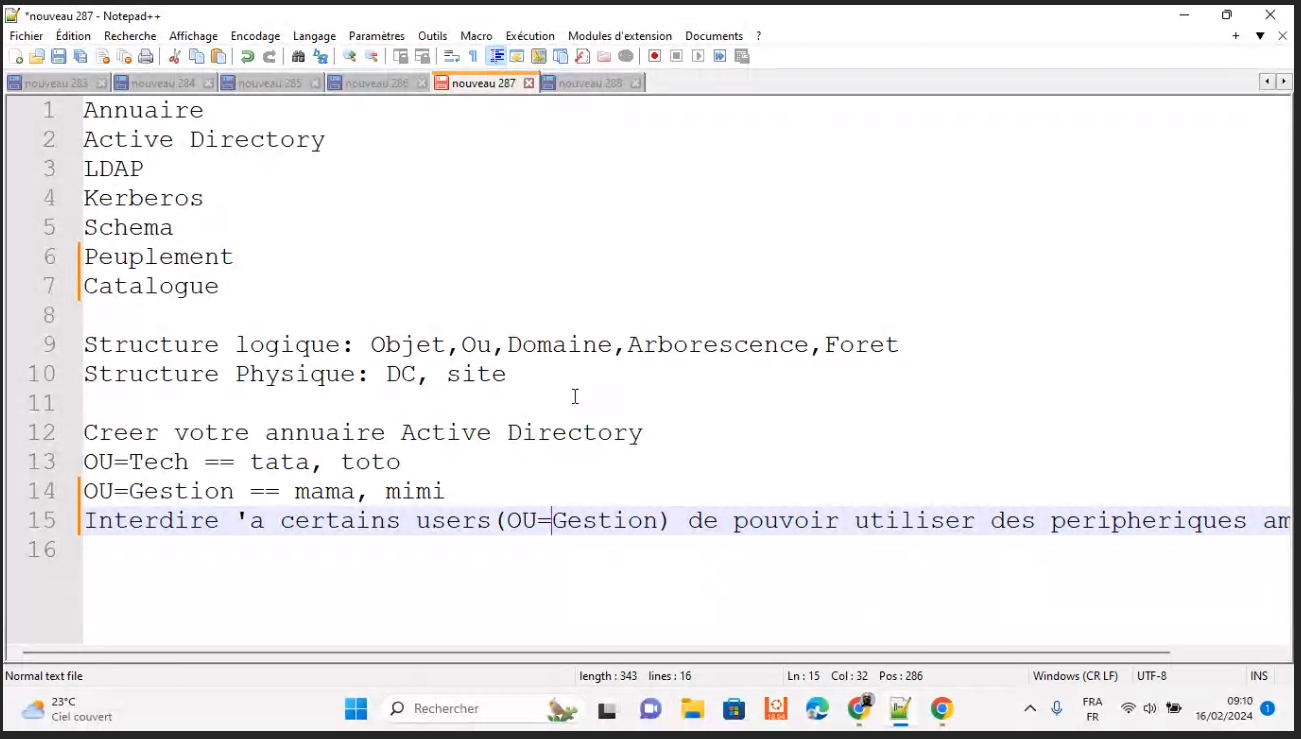 *nouveau 287 - Notepad++
Fichier Édition Recherche Affichage Encodage Langage Paramètres Outils Macro Exécution Modules d'extension Documents ?
nouveau 283 nouveau 284 nouveau 285 nouveau 286 nouveau 287 nouveau 288
1 Annuaire
2 Active Directory
3 LDAP
4 Kerberos
5 Schema
6 Peuplement
7 Catalogue
8
9 Structure logique: Objet,Ou,Domaine,Arborescence,Foret
10 Structure Physique: DC, site
11
12 Creer votre annuaire Active Directory
13 OU=Tech == tata, toto
14 OU=Gestion == mama, mimi
15 Interdire 'a certains users(OU=Gestion) de pouvoir utiliser des peripheriques am
16
Normal text file length : 343 lines : 16 Ln : 15 Col : 32 Pos : 286 Windows (CR LF) UTF-8 INS
23°C
Ciel couvert
Rechercher
FRA
FR
09:10
16/02/2024
1